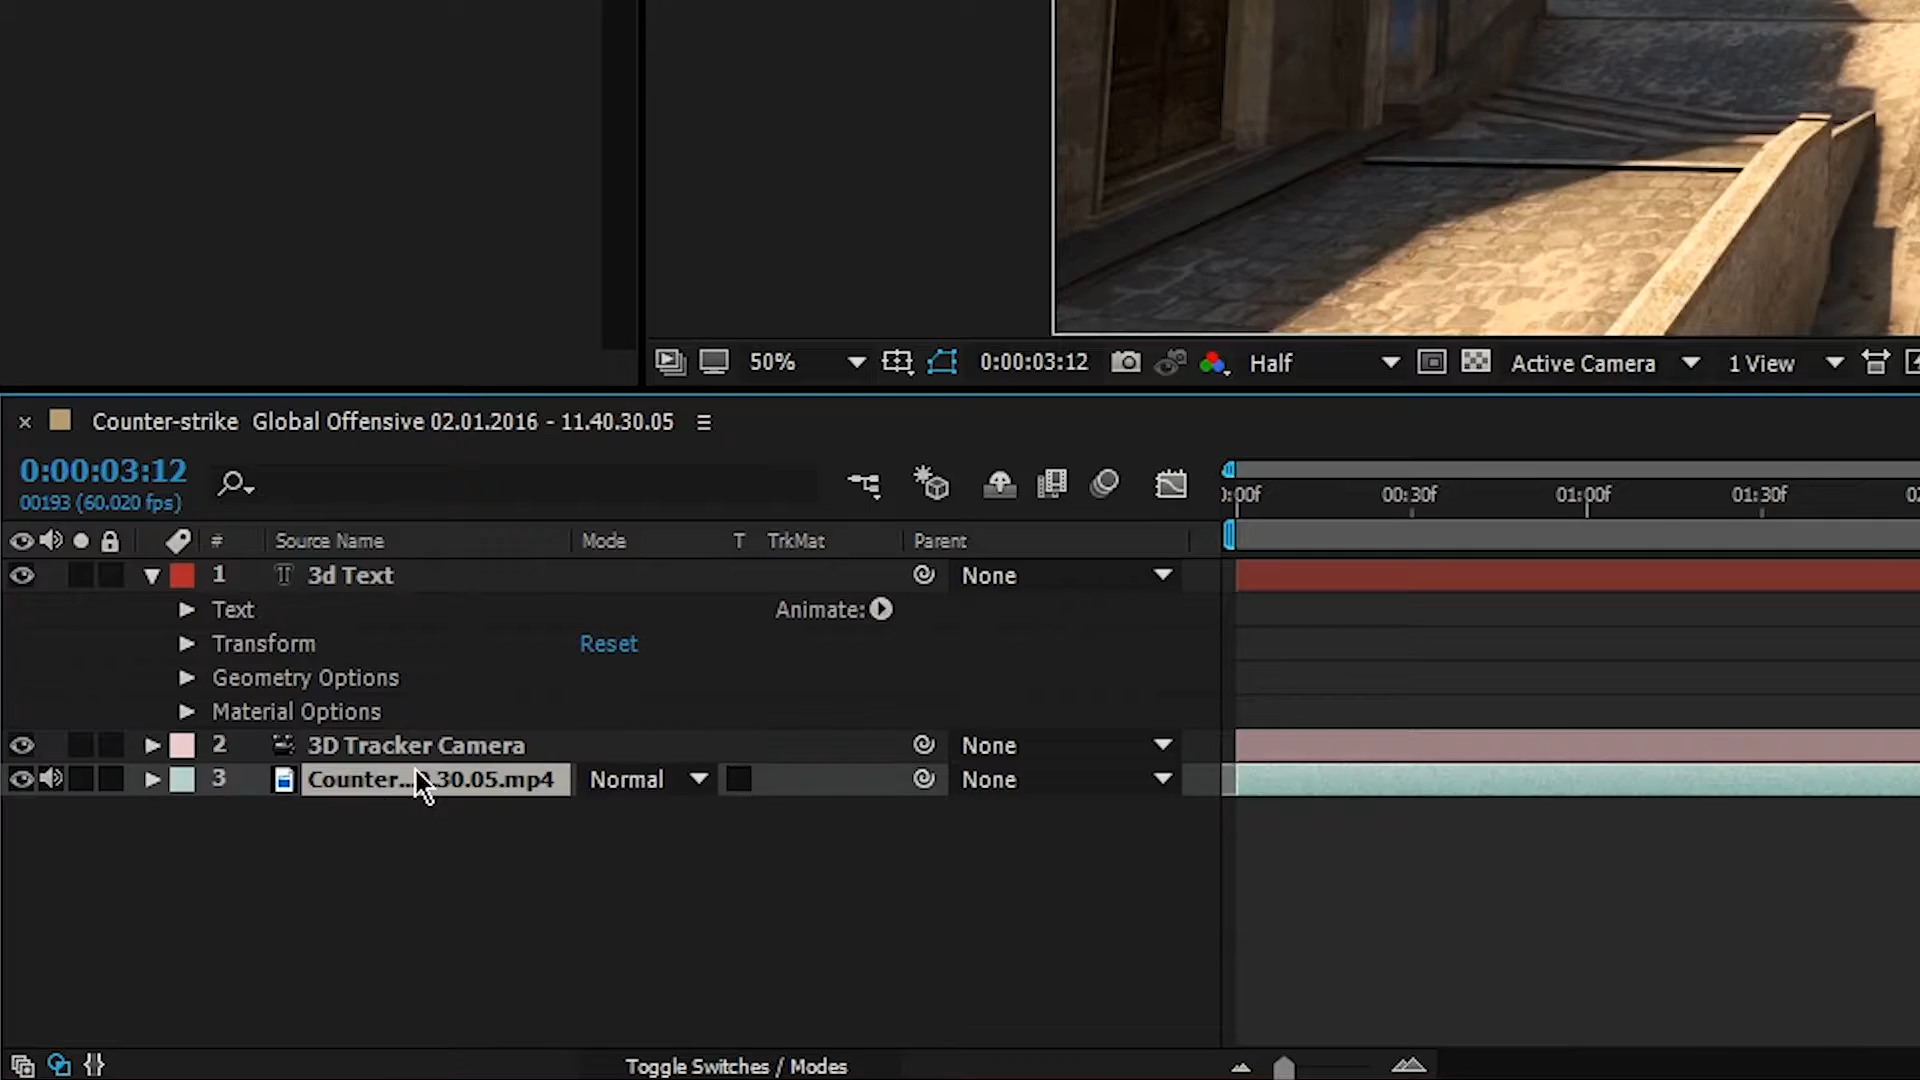 50%
0:00:03:12
Half
Active Camera
1 View
Counter-strike Global Offensive 02.01.2016 - 11.40.30.05
0:00:03:12
00193 (60.020 fps)
):00f 00:30f 01:00f 01:30f
# Source Name Mode T TrkMat Parent
1 T 3d Text None
Text Animate:
Transform Reset
Geometry Options
Material Options
2 3D Tracker Camera None
3 Counter... .30.05.mp4 Normal None
Toggle Switches / Modes